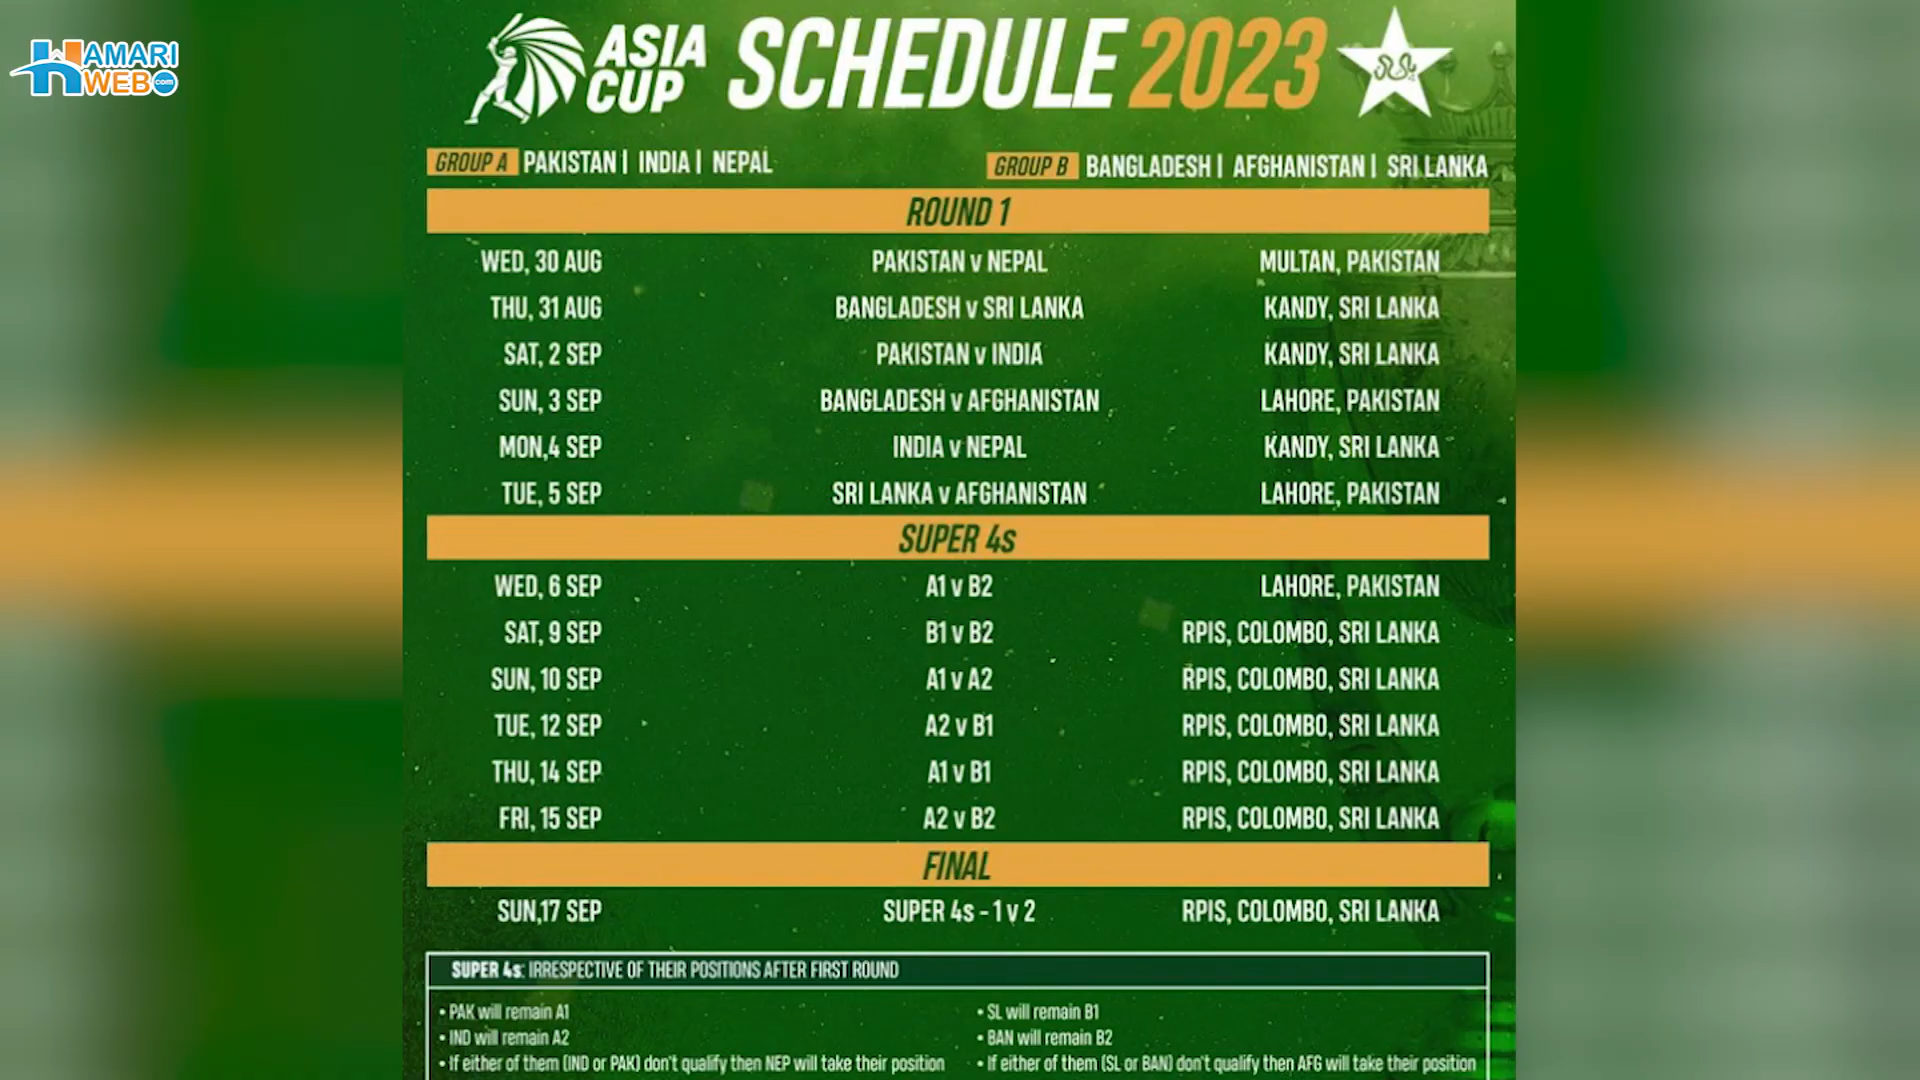 HAMARI
WEB.com
ASIA
CUP
SCHEDULE 2023
GROUP A PAKISTAN | INDIA | NEPAL
GROUP B BANGLADESH | AFGHANISTAN | SRI LANKA
ROUND 1
WED, 30 AUG PAKISTAN v NEPAL MULTAN, PAKISTAN
THU, 31 AUG BANGLADESH v SRI LANKA KANDY, SRI LANKA
SAT, 2 SEP PAKISTAN v INDIA KANDY, SRI LANKA
SUN, 3 SEP BANGLADESH v AFGHANISTAN LAHORE, PAKISTAN
MON,4 SEP INDIA v NEPAL KANDY, SRI LANKA
TUE, 5 SEP SRI LANKA v AFGHANISTAN LAHORE, PAKISTAN
SUPER 4s
WED, 6 SEP A1 v B2 LAHORE, PAKISTAN
SAT, 9 SEP B1 v B2 RPIS, COLOMBO, SRI LANKA
SUN, 10 SEP A1 v A2 RPIS, COLOMBO, SRI LANKA
TUE, 12 SEP A2 v B1 RPIS, COLOMBO, SRI LANKA
THU, 14 SEP A1 v B1 RPIS, COLOMBO, SRI LANKA
FRI, 15 SEP A2 v B2 RPIS, COLOMBO, SRI LANKA
FINAL
SUN,17 SEP SUPER 4s - 1 v 2 RPIS, COLOMBO, SRI LANKA
SUPER 4s: IRRESPECTIVE OF THEIR POSITIONS AFTER FIRST ROUND
• PAK will remain A1
• IND will remain A2
• If either of them (IND or PAK) don't qualify then NEP will take their position
• SL will remain B1
• BAN will remain B2
• If either of them (SL or BAN) don't qualify then AFG will take their position